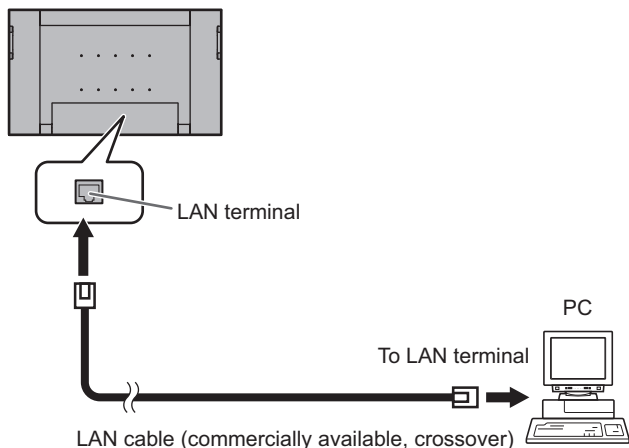 LAN terminal
PC
To LAN terminal
LAN cable (commercially available, crossover)